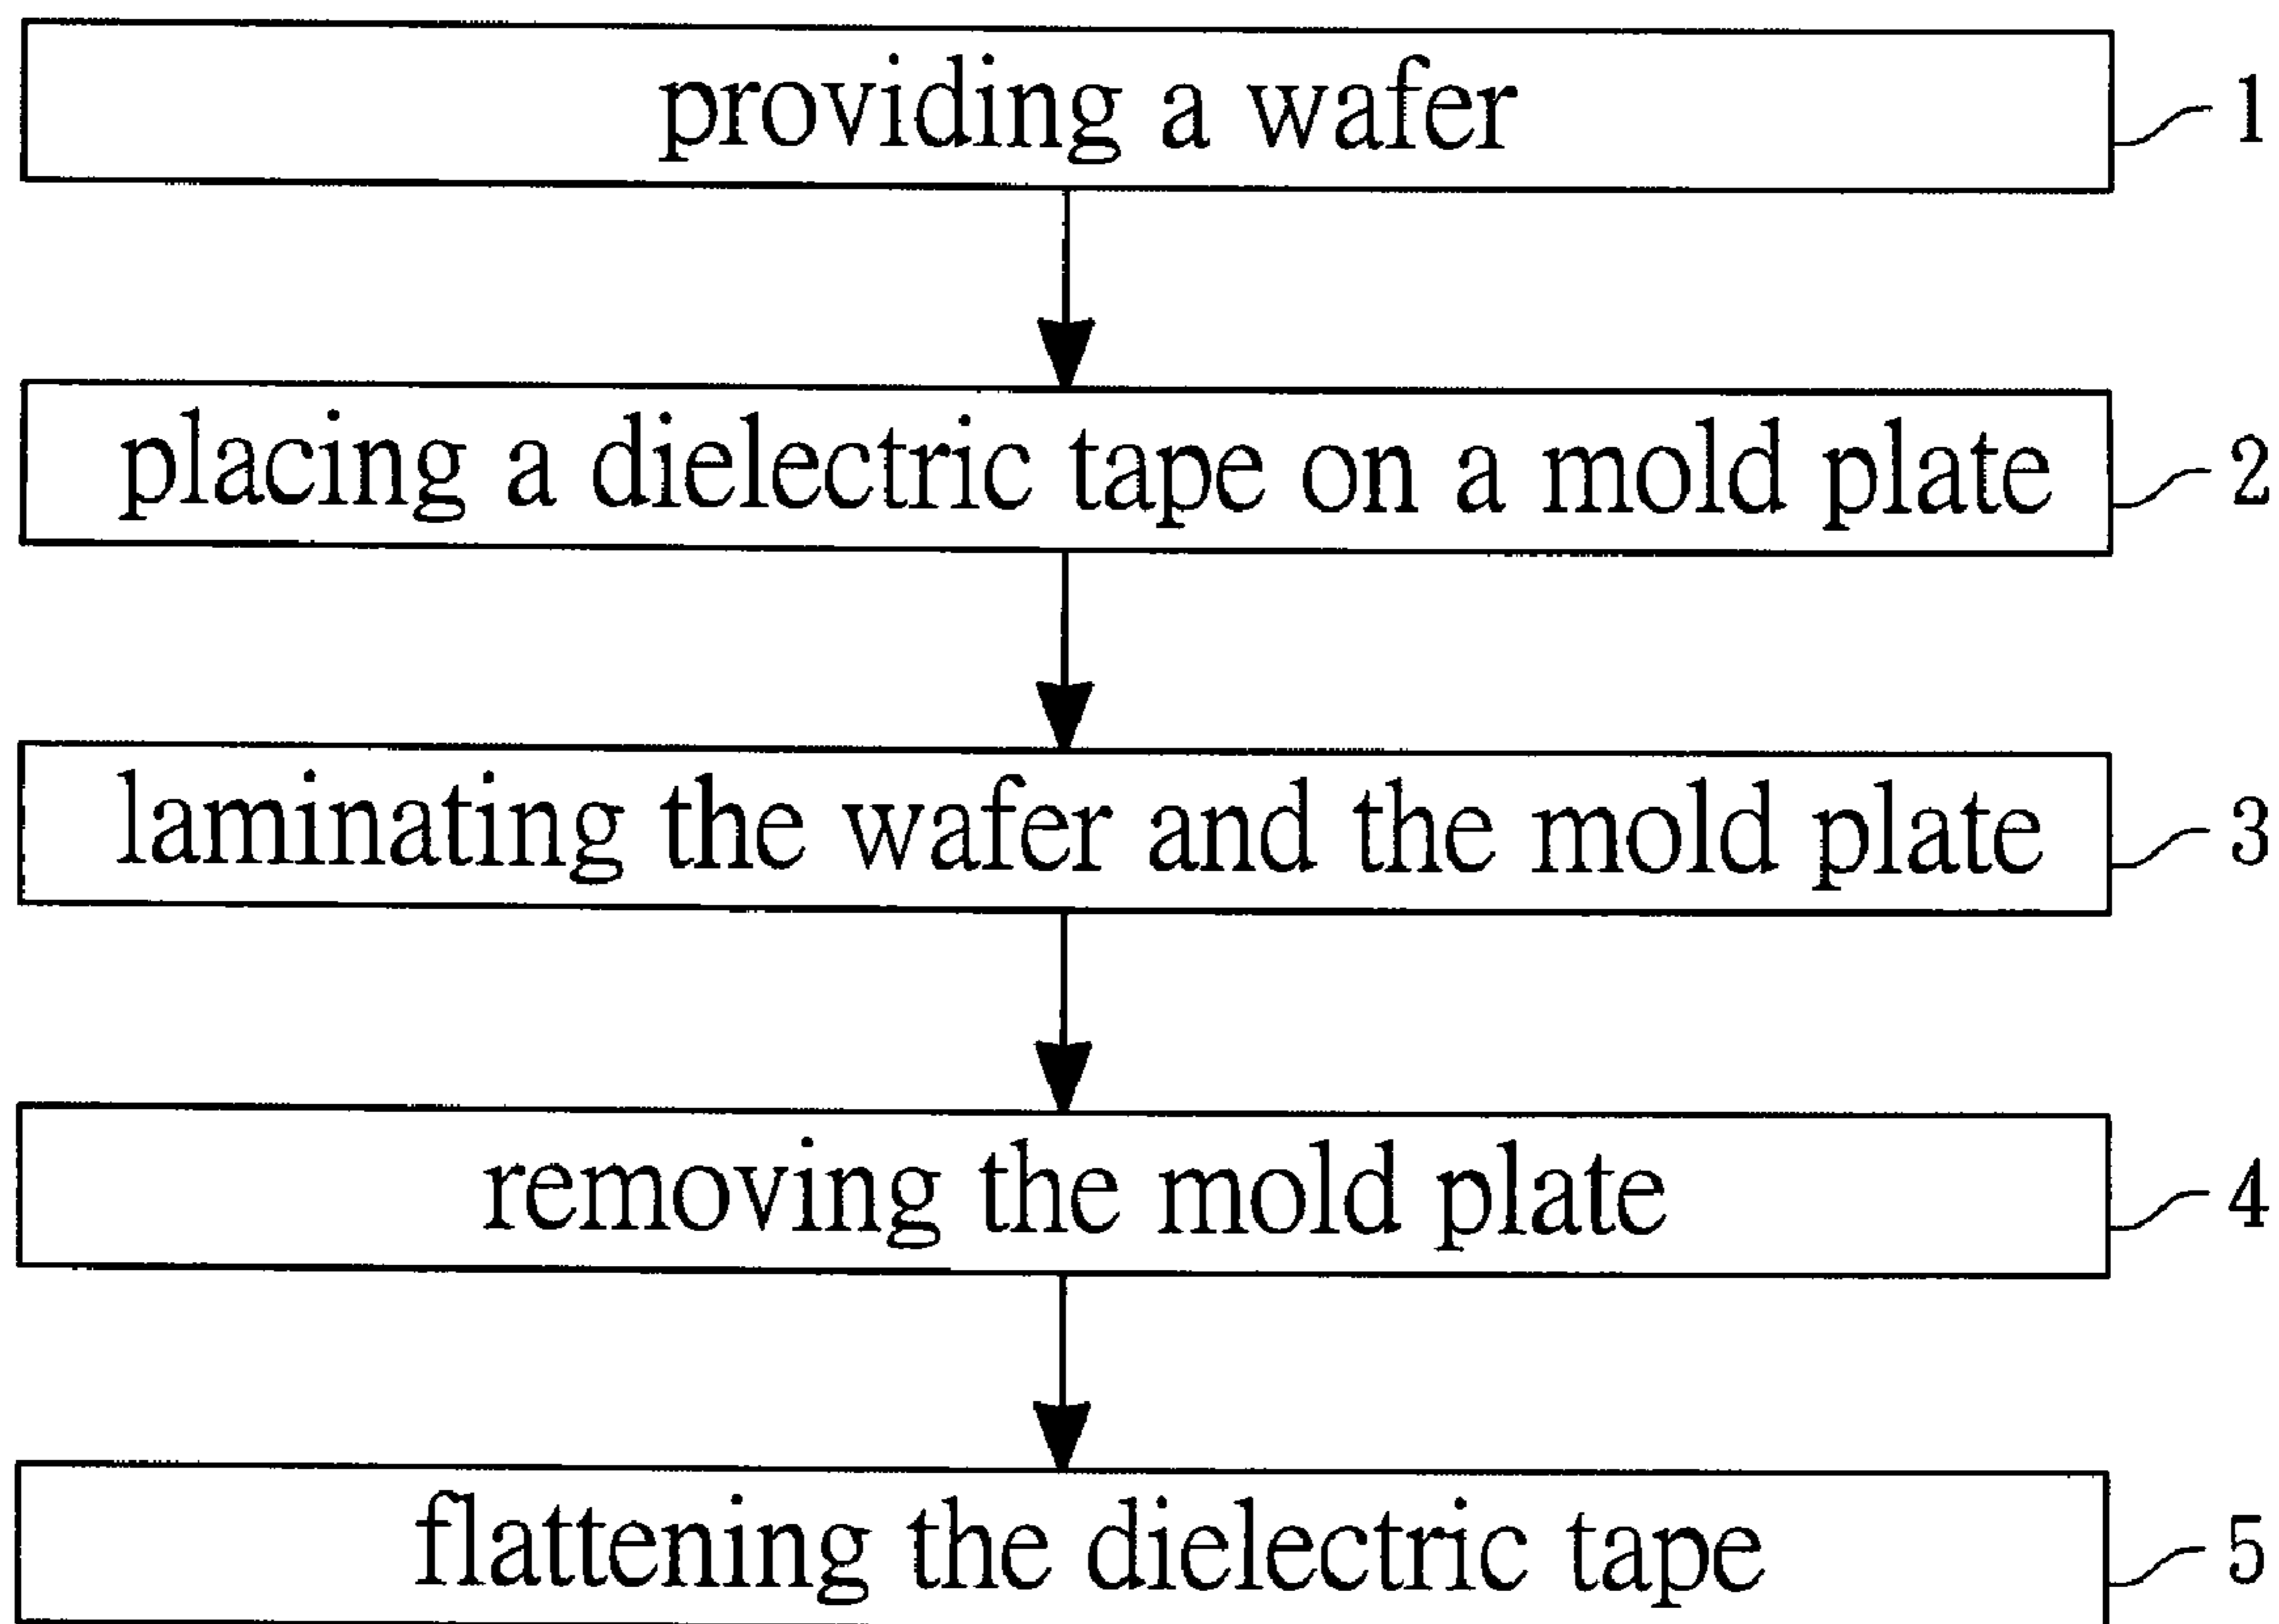 providing a wafer 1
placing a dielectric tape on a mold plate 2
laminating the wafer and the mold plate 3
removing the mold plate 4
flattening the dielectric tape 5